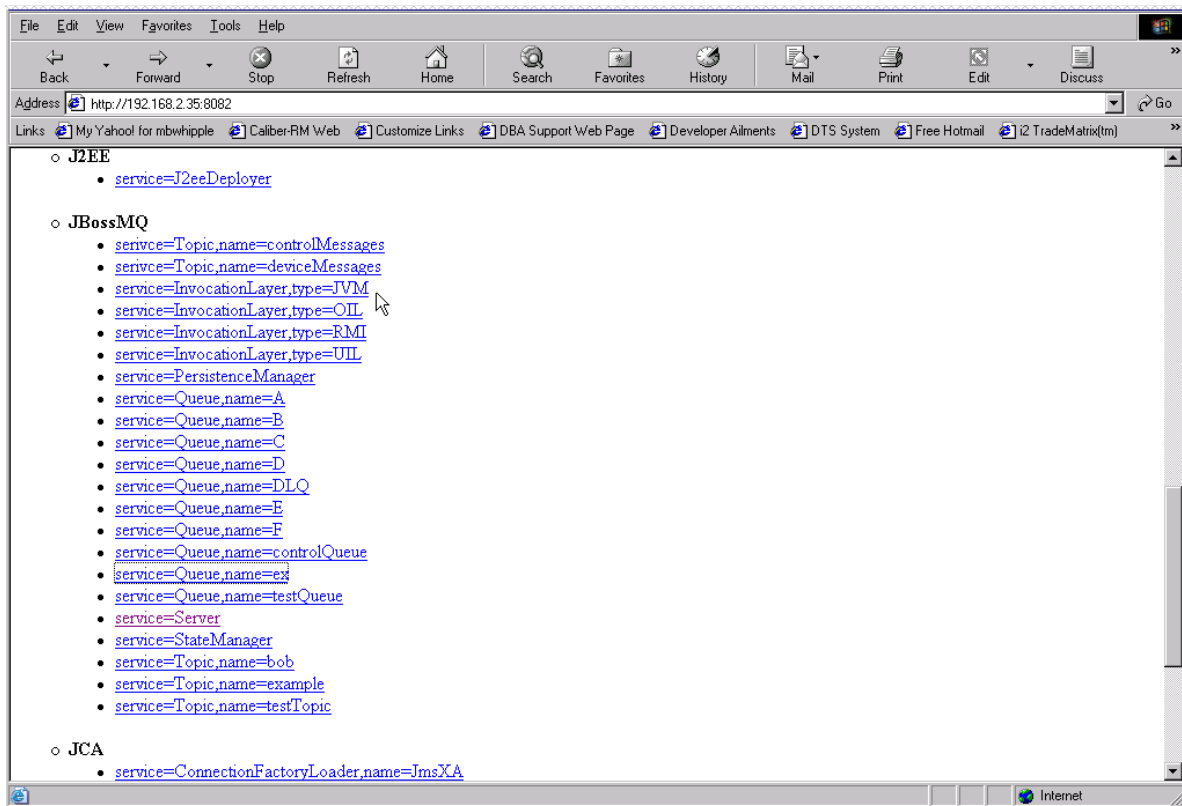 File Edit View Favorites Tools Help
Back Forward Stop Refresh Home Search Favorites History Mail Print Edit Discuss »
Address http://192.168.2.35:8082 Go
Links My Yahoo! for mbwhipple Caliber-RM Web Customize Links DBA Support Web Page Developer Ailments DTS System Free Hotmail i2 TradeMatrix(tm) »
J2EE
service=J2eeDeployer
JBossMQ
serivce=Topic,name=controlMessages
serivce=Topic,name=deviceMessages
service=InvocationLayer,type=JVM
service=InvocationLayer,type=OIL
service=InvocationLayer,type=RMI
service=InvocationLayer,type=UIL
service=PersistenceManager
service=Queue,name=A
service=Queue,name=B
service=Queue,name=C
service=Queue,name=D
service=Queue,name=DLQ
service=Queue,name=E
service=Queue,name=F
service=Queue,name=controlQueue
service=Queue,name=ex
service=Queue,name=testQueue
service=Server
service=StateManager
service=Topic,name=bob
service=Topic,name=example
service=Topic,name=testTopic
JCA
service=ConnectionFactoryLoader,name=JmsXA
Internet